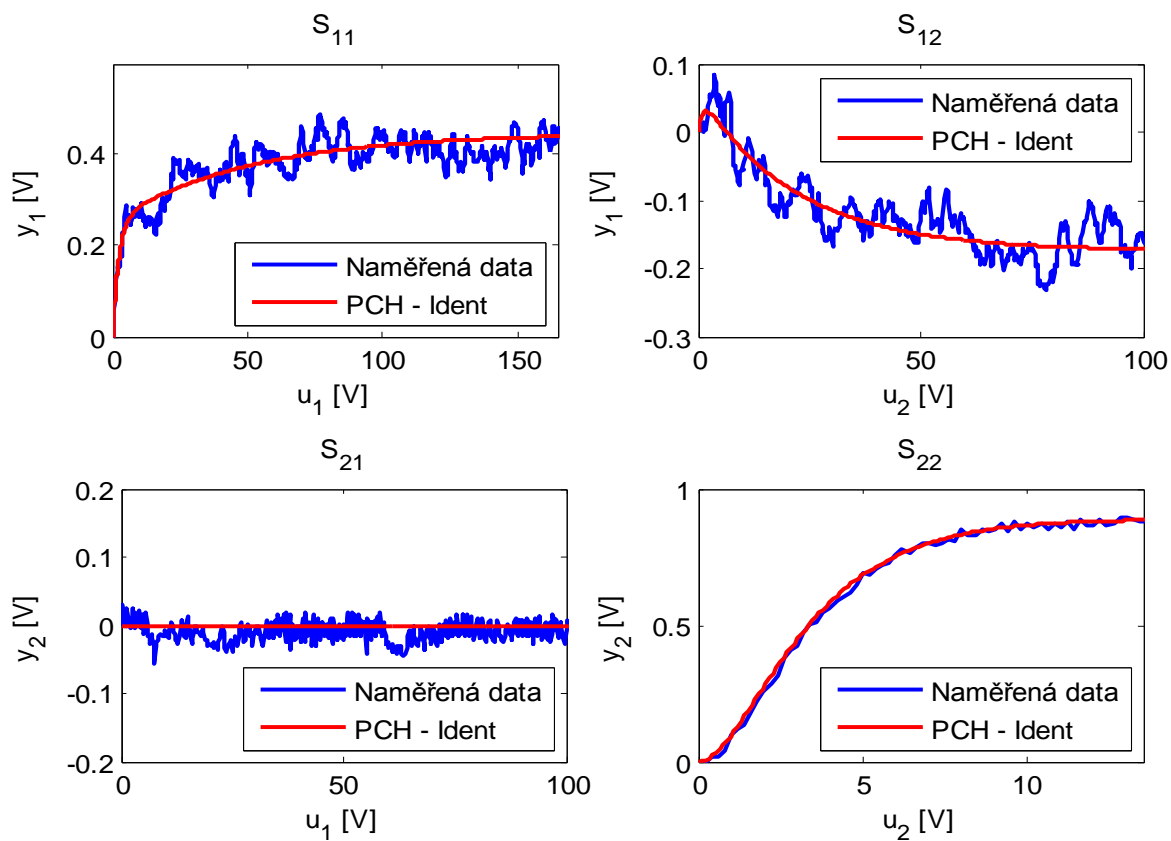 S11
0.4
0.2
0
0 50 100 150
y1 [V]
u1 [V]
Naměřená data
PCH - Ident
S12
0.1
0
-0.1
-0.2
-0.3
0 50 100
y1 [V]
u2 [V]
Naměřená data
PCH - Ident
S21
0.2
0.1
0
-0.1
-0.2
0 50 100
y2 [V]
u1 [V]
Naměřená data
PCH - Ident
S22
1
0.5
0
0 5 10
y2 [V]
u2 [V]
Naměřená data
PCH - Ident